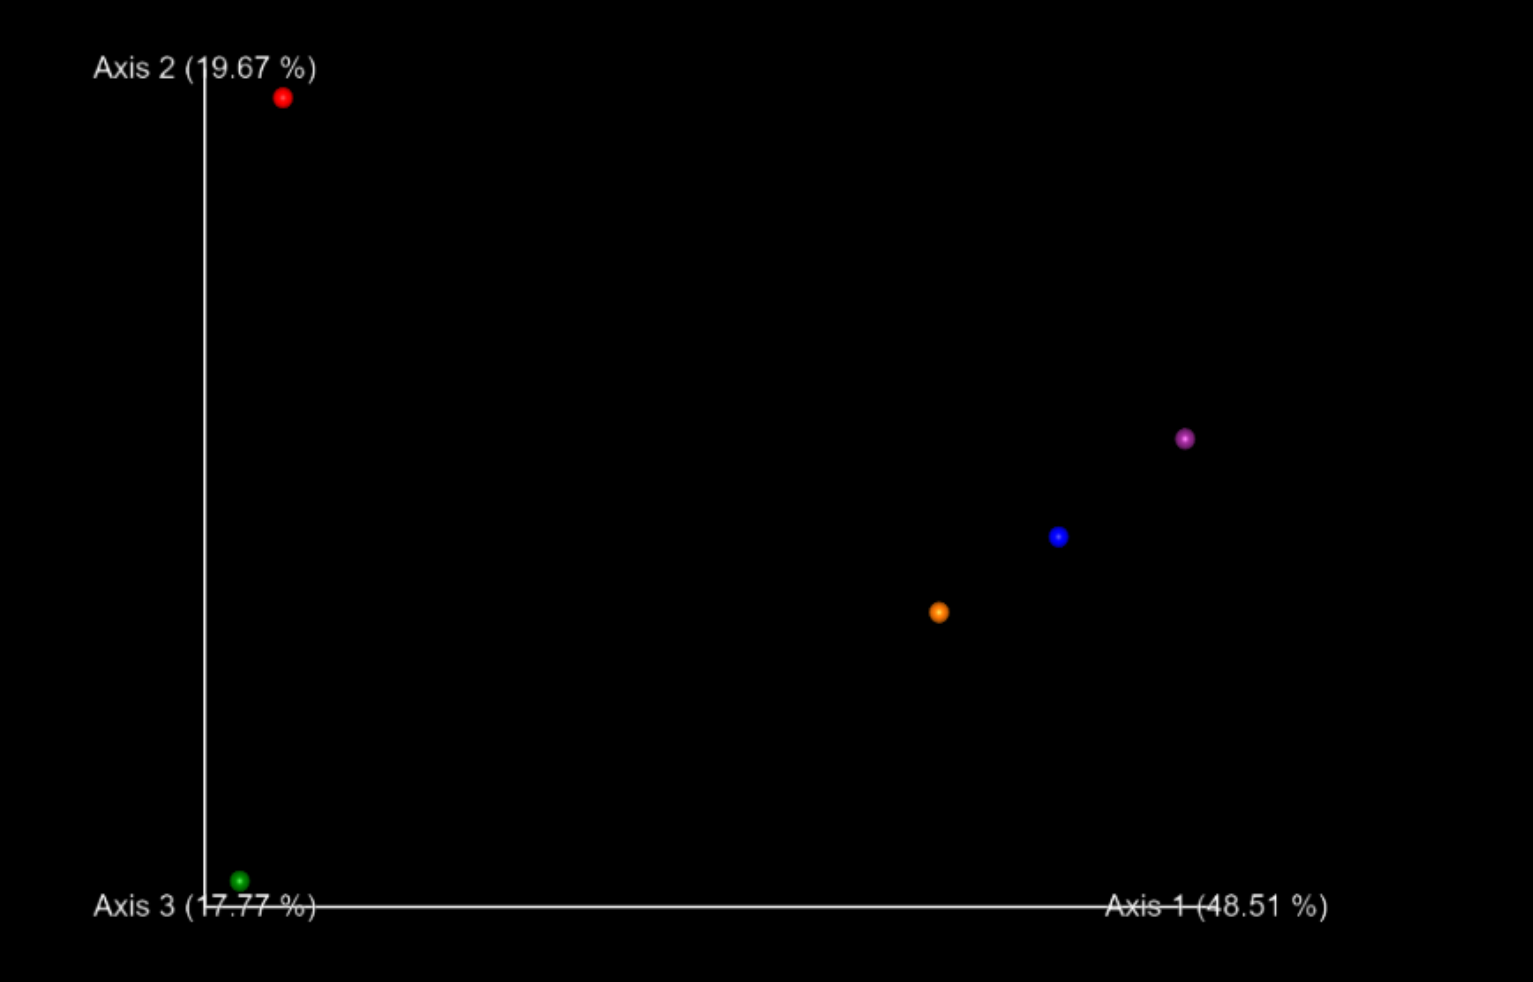 Axis 2 (19.67 %)
Axis 3 (17.77 %)
Axis 1 (48.51 %)